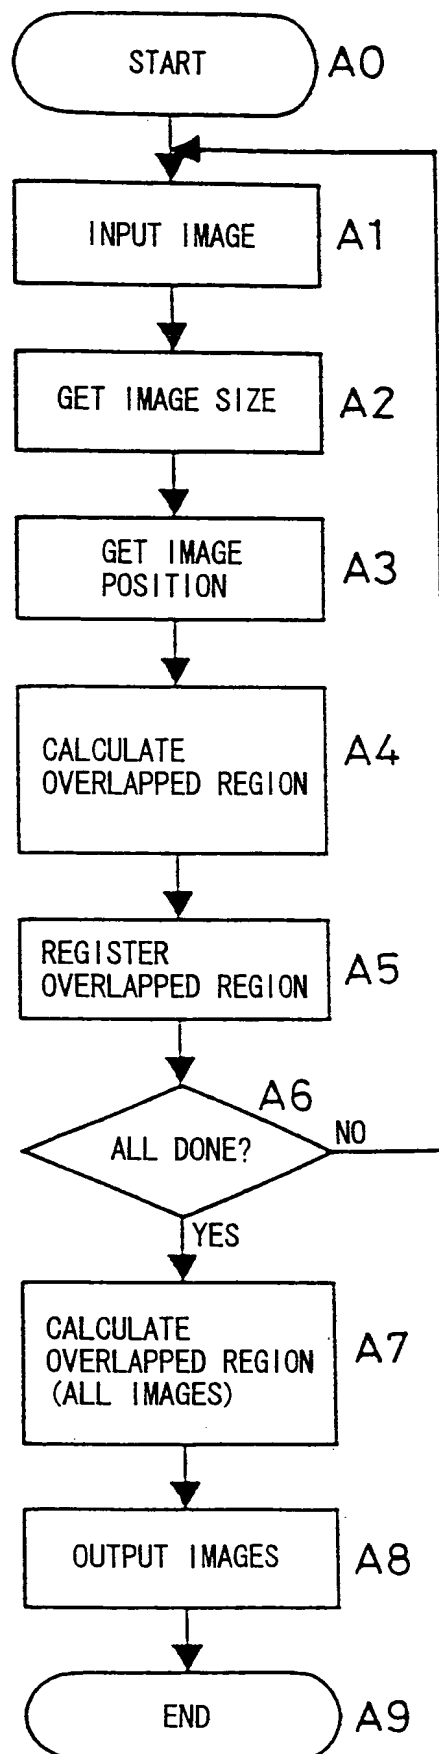 START A0
INPUT IMAGE A1
GET IMAGE SIZE A2
GET IMAGE
POSITION A3
CALCULATE
OVERLAPPED REGION A4
REGISTER
OVERLAPPED REGION A5
A6
ALL DONE? NO
YES
CALCULATE
OVERLAPPED REGION
(ALL IMAGES) A7
OUTPUT IMAGES A8
END A9